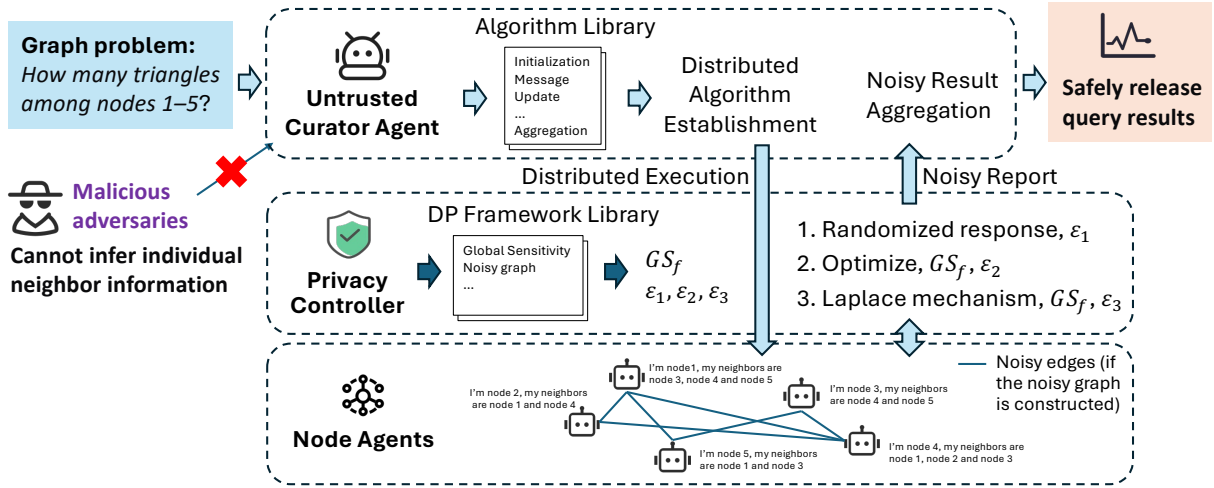 Graph problem:
How many triangles
among nodes 1–5?
Malicious
adversaries
Cannot infer individual
neighbor information
Untrusted
Curator Agent
Algorithm Library
Initialization
Message
Update
...
Aggregation
Distributed
Algorithm
Establishment
Noisy Result
Aggregation
Safely release
query results
Distributed Execution
Noisy Report
Privacy
Controller
DP Framework Library
Global Sensitivity
Noisy graph
...
GS_f
ε₁, ε₂, ε₃
1. Randomized response, ε₁
2. Optimize, GS_f, ε₂
3. Laplace mechanism, GS_f, ε₃
Node Agents
I'm node1, my neighbors are
node 3, node 4 and node 5
I'm node 2, my neighbors
are node 1 and node 4
I'm node 3, my neighbors
are node 4 and node 5
I'm node 5, my neighbors
are node 1 and node 3
I'm node 4, my neighbors are
node 1, node 2 and node 3
Noisy edges (if
the noisy graph
is constructed)